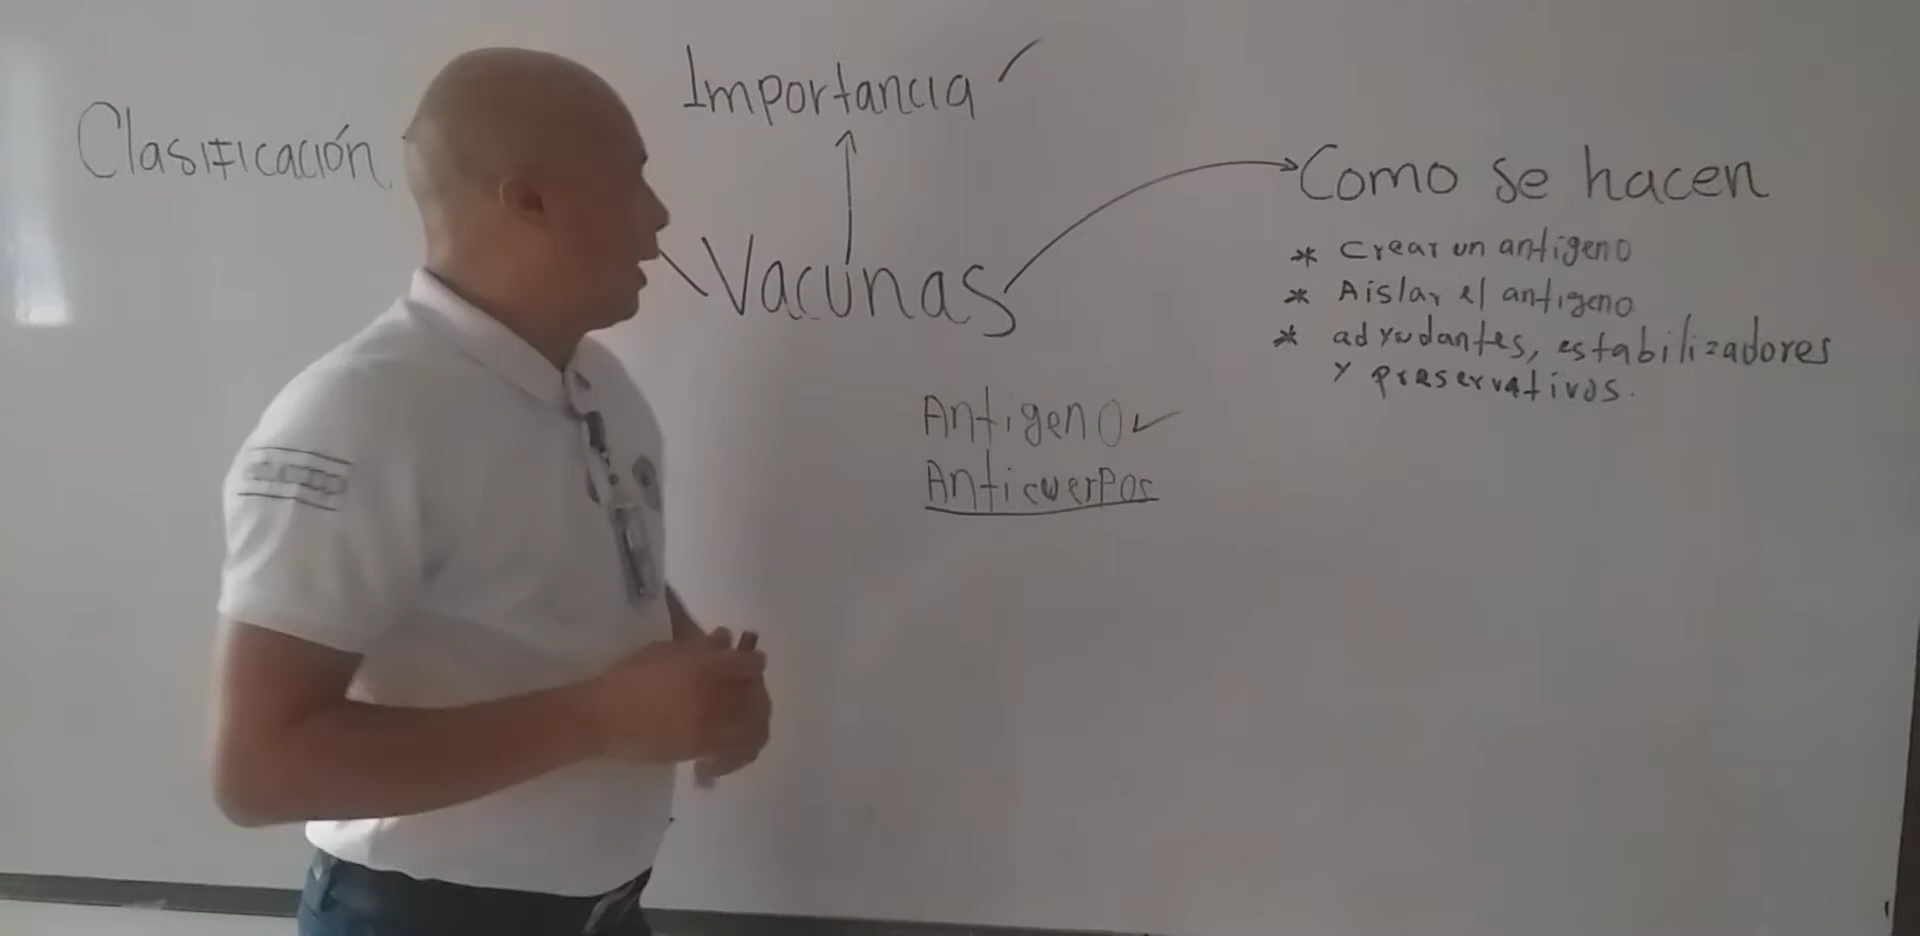 Importancia
Clasificación
Vacunas
Como se hacen
* Crear un antigeno
* Aislar el antigeno
* adyudantes, estabilizadores
y preservativos.
Antigeno
Anticuerpos